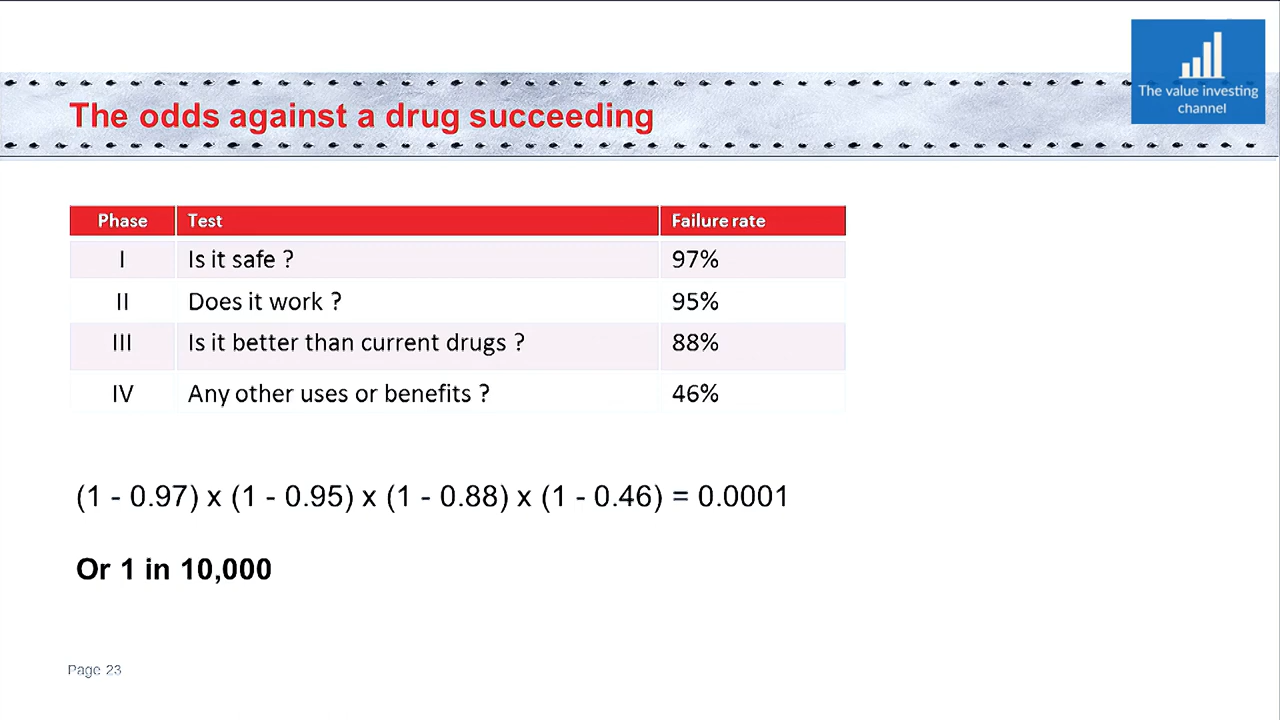 The value investing
channel
The odds against a drug succeeding
Phase Test Failure rate
I Is it safe ? 97%
II Does it work ? 95%
III Is it better than current drugs ? 88%
IV Any other uses or benefits ? 46%
(1 - 0.97) x (1 - 0.95) x (1 - 0.88) x (1 - 0.46) = 0.0001
Or 1 in 10,000
Page 23